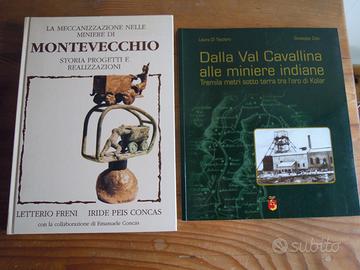 LA MECCANIZZAZIONE NELLE
MINIERE DI
MONTEVECCHIO
STORIA PROGETTI E
REALIZZAZIONI
LETTERIO FRENI IRIDE PEIS CONCAS
con la collaborazione di Emanuele Concas
Dalla Val Cavallina
alle miniere indiane
Tremila metri sotto terra tra l'oro di Kolar
subito